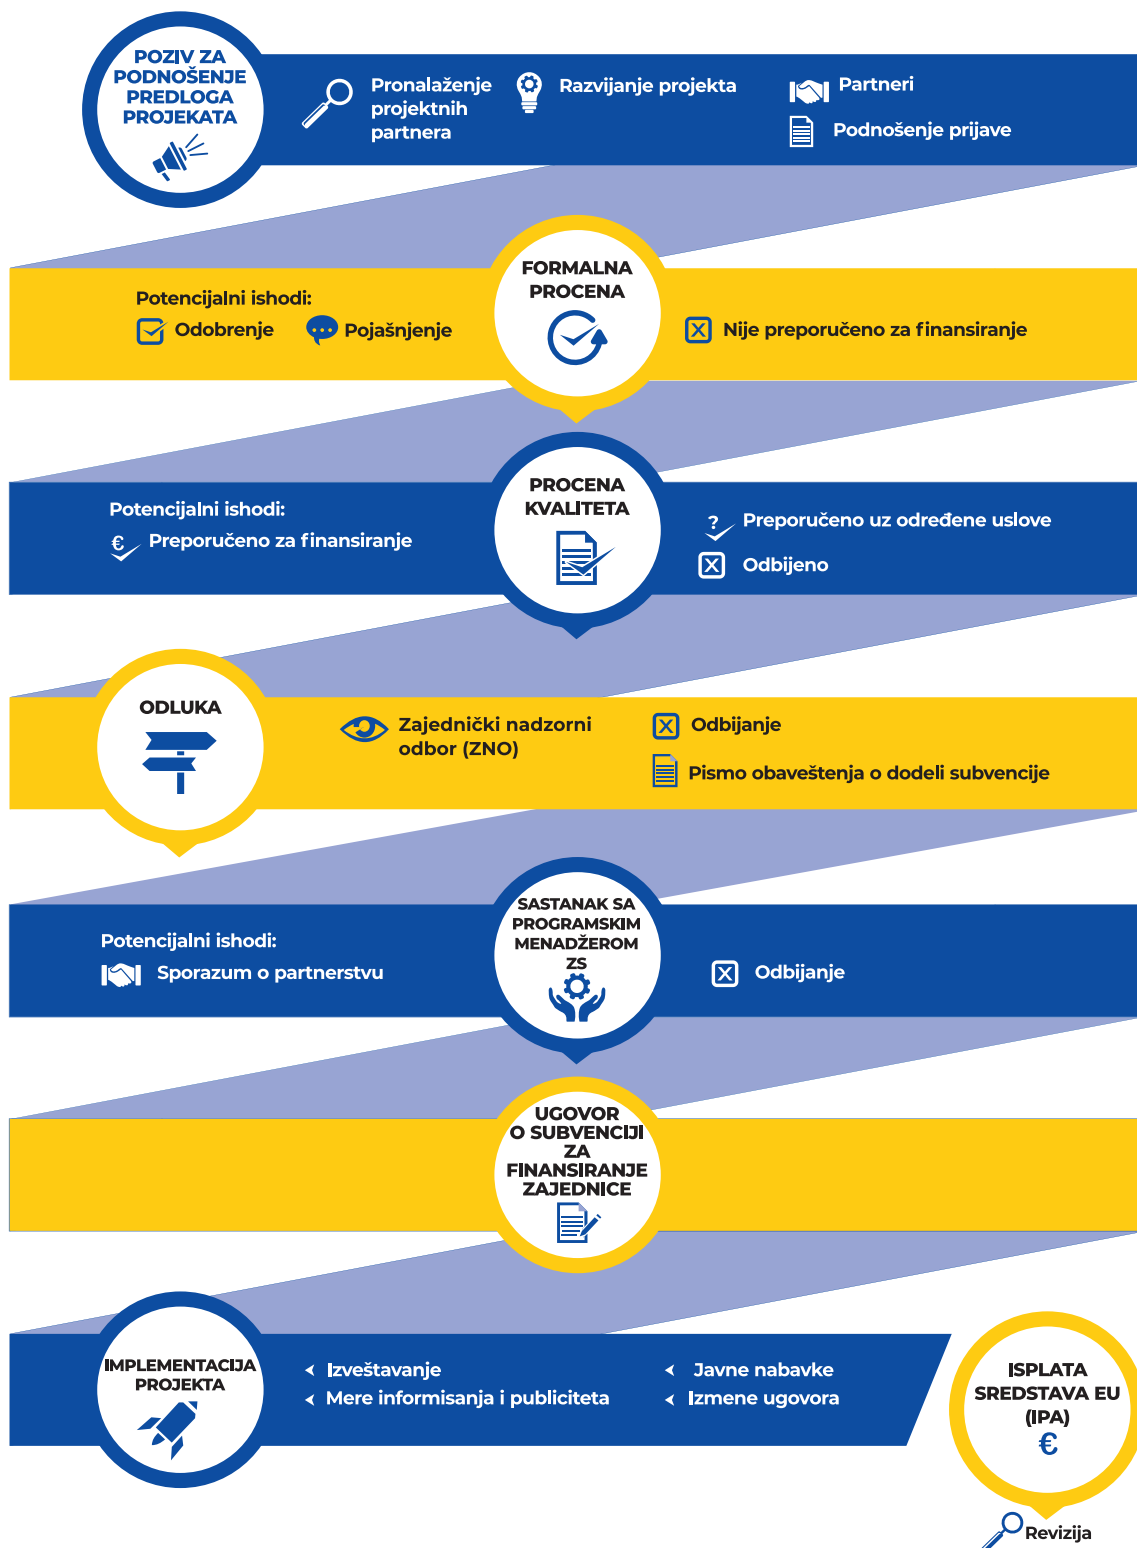 POZIV ZA
PODNOŠENJE
PREDLOGA
PROJEKATA
Pronalaženje
projektnih
partnera
Razvijanje projekta
Partneri
Podnošenje prijave
FORMALNA
PROCENA
Potencijalni ishodi:
Odobrenje
Pojašnjenje
Nije preporučeno za finansiranje
PROCENA
KVALITETA
Potencijalni ishodi:
€ Preporučeno za finansiranje
? Preporučeno uz određene uslove
Odbijeno
ODLUKA
Zajednički nadzorni
odbor (ZNO)
Odbijanje
Pismo obaveštenja o dodeli subvencije
SASTANAK SA
PROGRAMSKIM
MENADŽEROM
ZS
Potencijalni ishodi:
Sporazum o partnerstvu
Odbijanje
UGOVOR
O SUBVENCIJI
ZA
FINANSIRANJE
ZAJEDNICE
IMPLEMENTACIJA
PROJEKTA
Izveštavanje
Mere informisanja i publiciteta
Javne nabavke
Izmene ugovora
ISPLATA
SREDSTAVA EU
(IPA)
€
Revizija